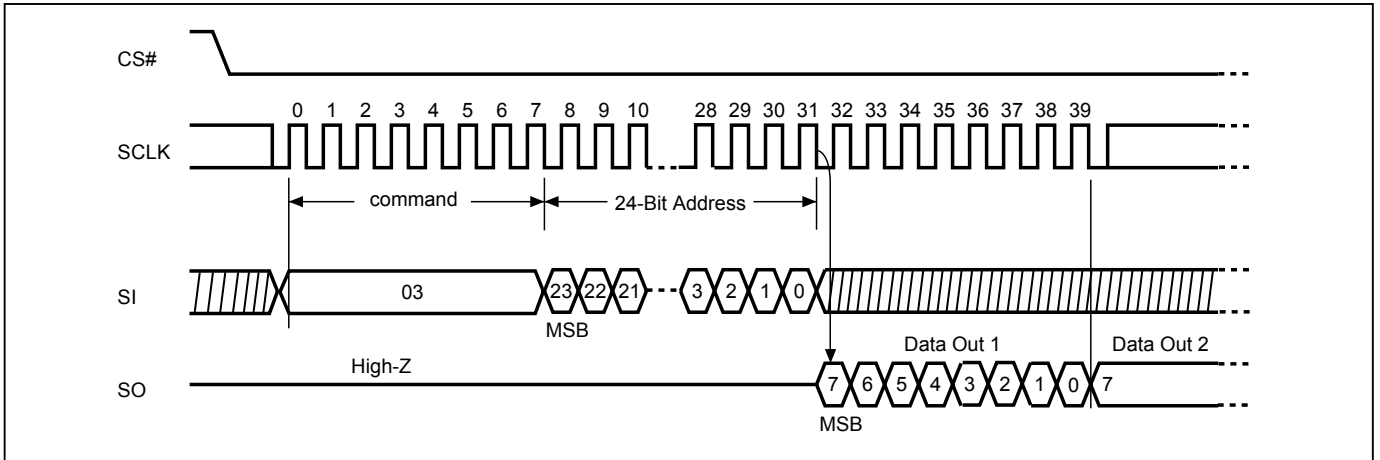 CS#
0 1 2 3 4 5 6 7 8 9 10 28 29 30 31 32 33 34 35 36 37 38 39
SCLK
command 24-Bit Address
SI 03 23 22 21 3 2 1 0
MSB
High-Z Data Out 1 Data Out 2
SO 7 6 5 4 3 2 1 0 7
MSB